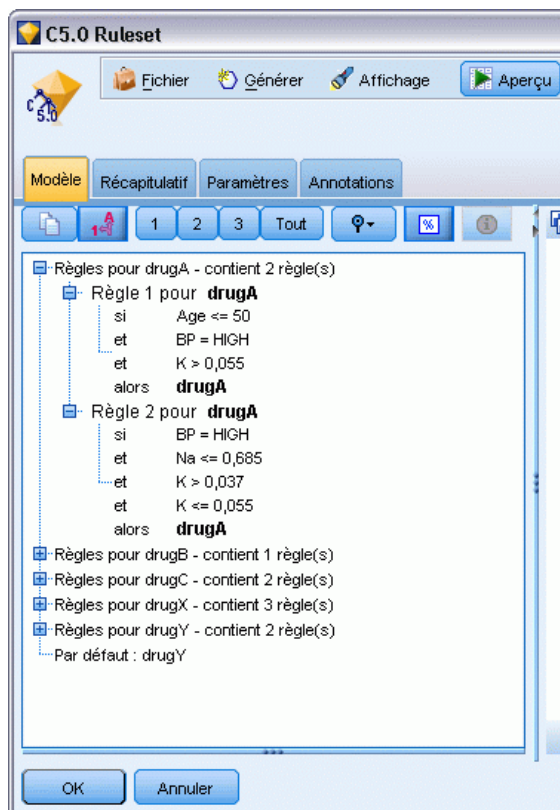 C5.0 Ruleset
C 5.0
Fichier Générer Affichage Aperçu
Modèle Récapitulatif Paramètres Annotations
1 2 3 Tout %
Règles pour drugA - contient 2 règle(s)
Règle 1 pour drugA
si Age <= 50
et BP = HIGH
et K > 0,055
alors drugA
Règle 2 pour drugA
si BP = HIGH
et Na <= 0,685
et K > 0,037
et K <= 0,055
alors drugA
Règles pour drugB - contient 1 règle(s)
Règles pour drugC - contient 2 règle(s)
Règles pour drugX - contient 3 règle(s)
Règles pour drugY - contient 2 règle(s)
Par défaut : drugY
OK Annuler